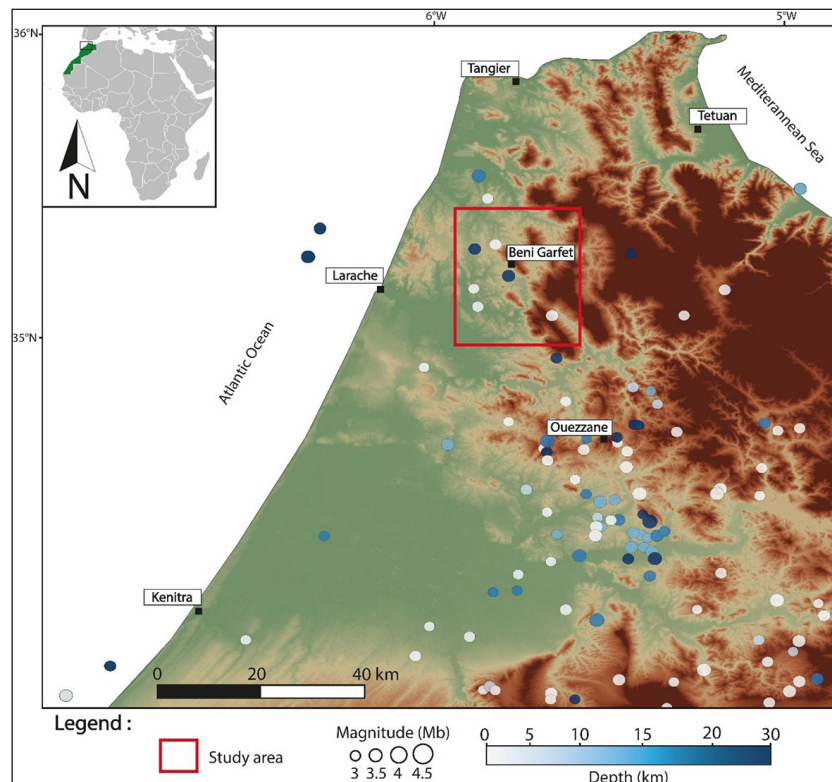 6°W 5°W
36°N
Tangier
Mediterannean Sea
Tetuan
N
Beni Garfet
Larache
35°N
Atlantic Ocean
Ouezzane
Kenitra
0 20 40 km
Legend :
Study area
Magnitude (Mb)
3 3.5 4 4.5
0 5 10 15 20 30
Depth (km)